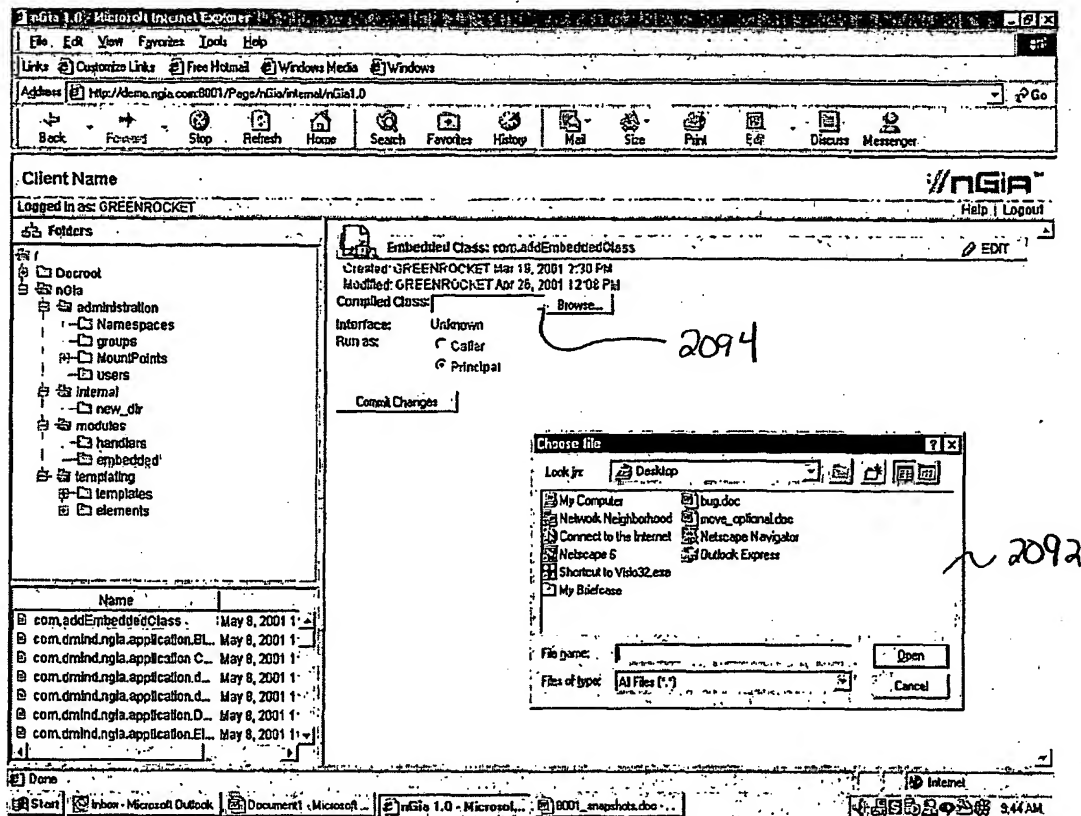 nGia 1.0 - Microsoft Internet Explorer
File Edit View Favorites Tools Help
Links Customize Links Free Hotmail Windows Media Windows
Address http://demo.ngia.com:8001/Page/nGia/internal/nGia1.0 Go
Back Forward Stop Refresh Home Search Favorites History Mail Size Print Edit Discuss Messenger
Client Name
//nGia™
Logged in as: GREENROCKET
Help | Logout
Folders
/
Docroot
nGia
administration
Namespaces
groups
MountPoints
users
internal
new_dir
modules
handlers
embedded
templating
templates
elements
Embedded Class: com.addEmbeddedClass
EDIT
Created: GREENROCKET Mar 19, 2001 2:30 PM
Modified: GREENROCKET Apr 26, 2001 12:08 PM
Compiled Class: Browse...
Interface: Unknown
Run as: Caller
Principal
2094
Commit Changes
Choose file
Look in: Desktop
My Computer
Network Neighborhood
Connect to the Internet
Netscape 6
Shortcut to Visio32.exe
My Briefcase
bug.doc
move_optional.doc
Netscape Navigator
Outlook Express
2092
File name:
Open
Files of type: All Files (*.*)
Cancel
Name
com.addEmbeddedClass May 8, 2001 1
com.dmind.ngia.application.BL... May 8, 2001 1
com.dmind.ngia.application.C... May 8, 2001 1
com.dmind.ngia.application.d... May 8, 2001 1
com.dmind.ngia.application.d... May 8, 2001 1
com.dmind.ngia.application.D... May 8, 2001 1
com.dmind.ngia.application.El... May 8, 2001 1
Done
Internet
Start Inbox - Microsoft Outlook Document1 - Microsoft ... nGia 1.0 - Microsof... 8001_snapshots.doc - ... 9:44 AM